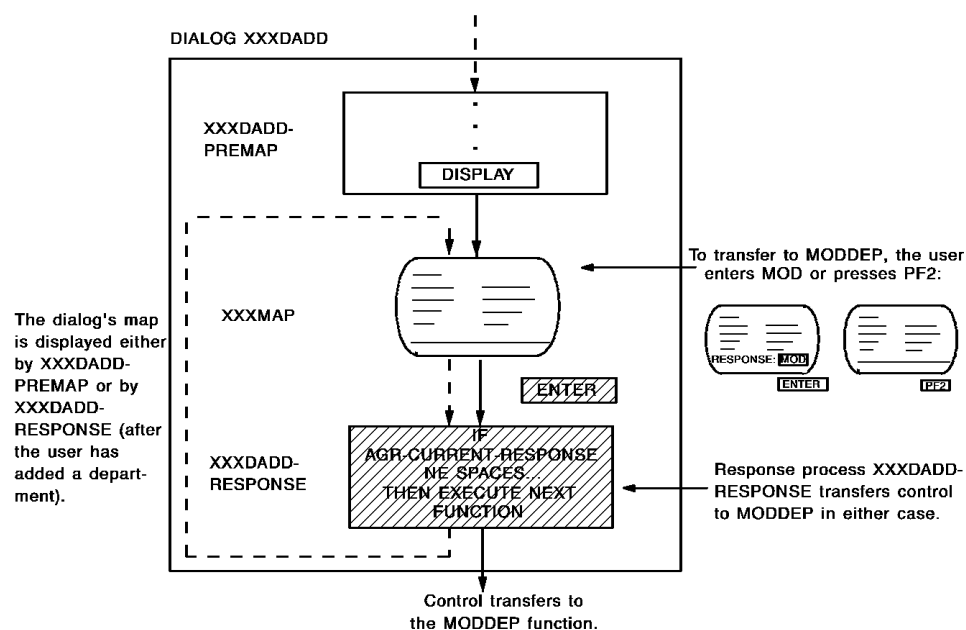 DIALOG XXXDADD
XXXDADD-
PREMAP
DISPLAY
To transfer to MODDEP, the user
enters MOD or presses PF2:
XXXMAP
RESPONSE: MOD
ENTER
PF2
The dialog's map
is displayed either
by XXXDADD-
PREMAP or by
XXXDADD-
RESPONSE (after
the user has
added a depart-
ment).
ENTER
XXXDADD-
RESPONSE
IF
AGR-CURRENT-RESPONSE
NE SPACES...
THEN EXECUTE NEXT
FUNCTION
Response process XXXDADD-
RESPONSE transfers control
to MODDEP in either case.
Control transfers to
the MODDEP function.